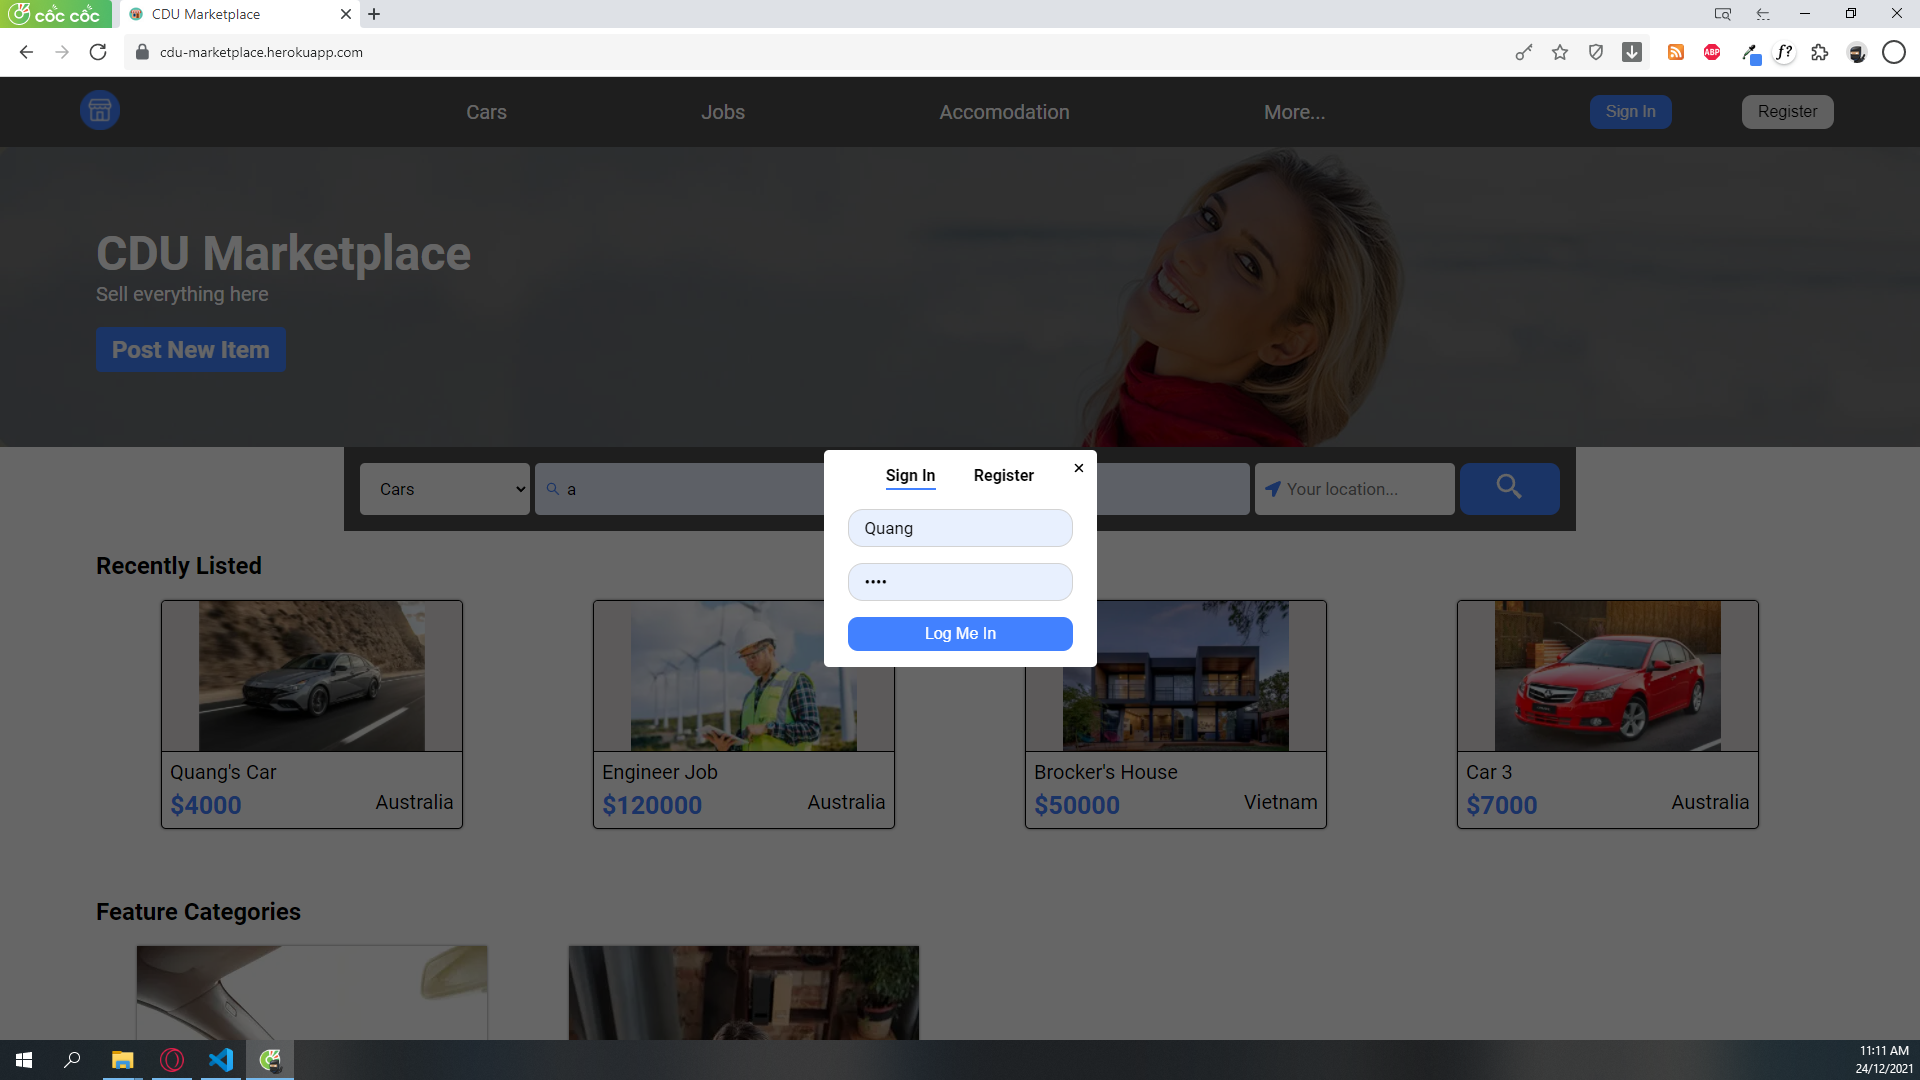 cốc cốc
CDU Marketplace
cdu-marketplace.herokuapp.com
ABP
f?
Cars
Jobs
Accomodation
More...
Sign In
Register
CDU Marketplace
Sell everything here
Post New Item
Cars
a
Your location...
Sign In
Register
Quang
••••
Log Me In
Recently Listed
Quang's Car
$4000
Australia
Engineer Job
$120000
Australia
Brocker's House
$50000
Vietnam
Car 3
$7000
Australia
Feature Categories
11:11 AM
24/12/2021